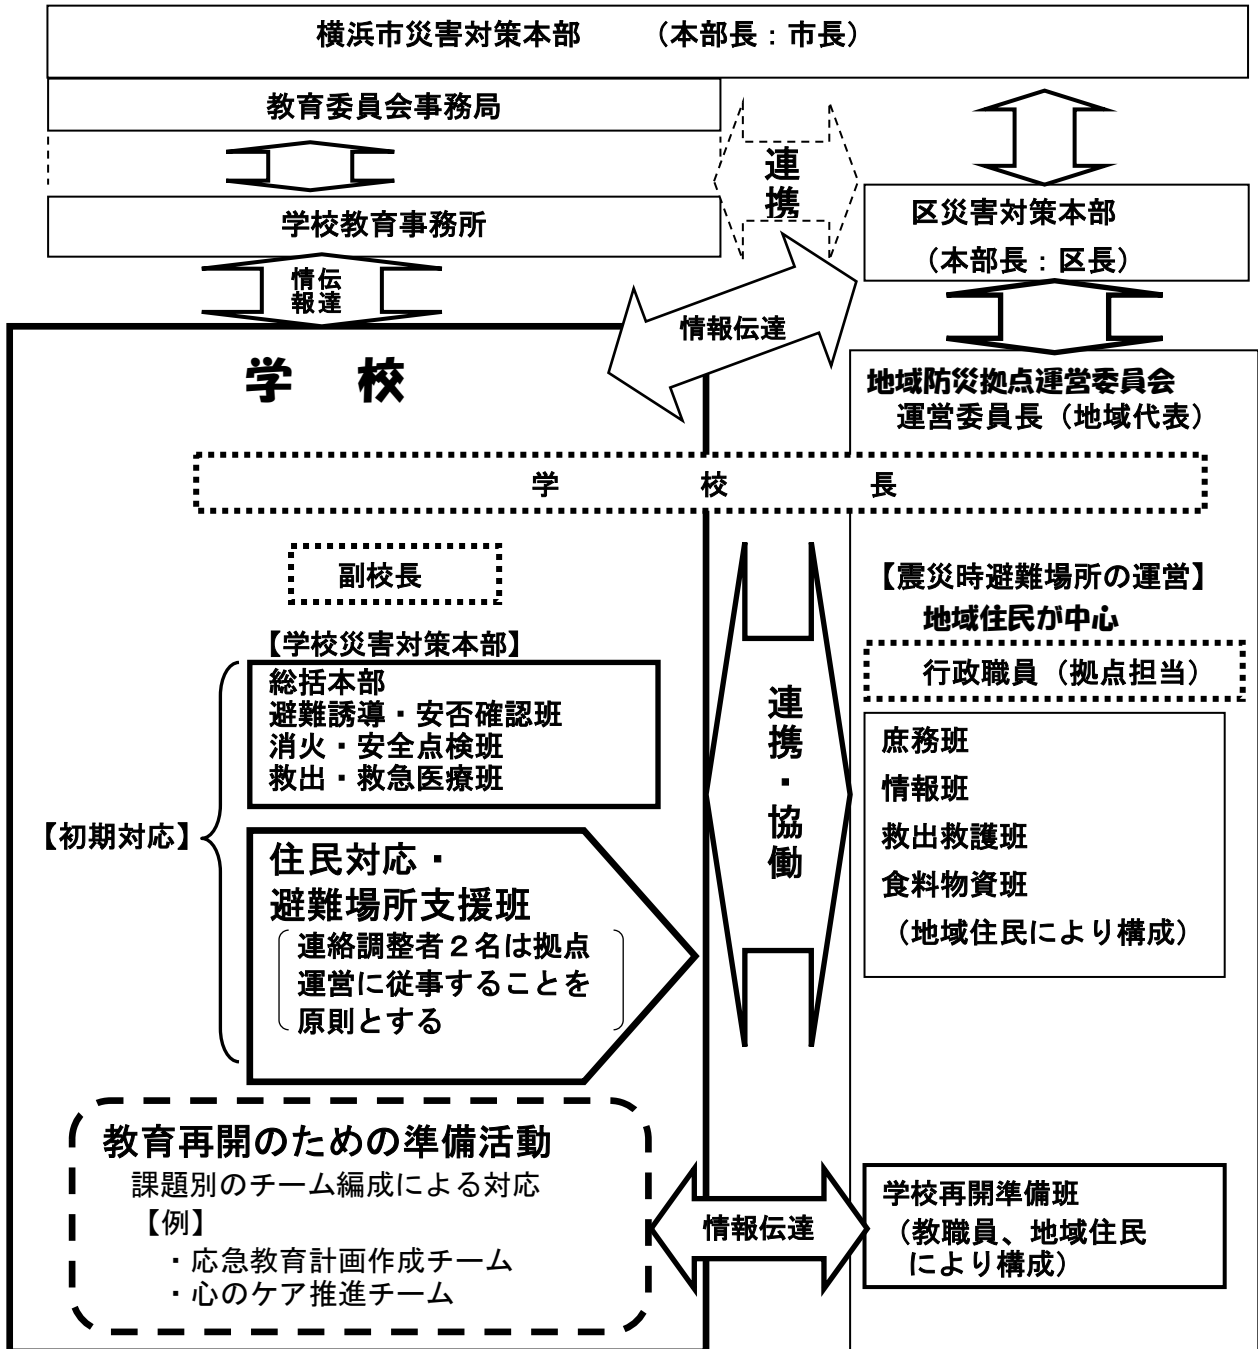 横浜市災害対策本部　（本部長：市長）
教育委員会事務局
連
携
学校教育事務所
区災害対策本部
（本部長：区長）
情伝
報達
情報伝達
学　校
地域防災拠点運営委員会
運営委員長（地域代表）
学　校　長
副校長
【震災時避難場所の運営】
地域住民が中心
行政職員（拠点担当）
【学校災害対策本部】
総括本部
避難誘導・安否確認班
消火・安全点検班
救出・救急医療班
連
携
・
協
働
庶務班
情報班
救出救護班
食料物資班
（地域住民により構成）
【初期対応】
住民対応・
避難場所支援班
連絡調整者２名は拠点
運営に従事することを
原則とする
教育再開のための準備活動
課題別のチーム編成による対応
【例】
・応急教育計画作成チーム
・心のケア推進チーム
情報伝達
学校再開準備班
（教職員、地域住民
により構成）